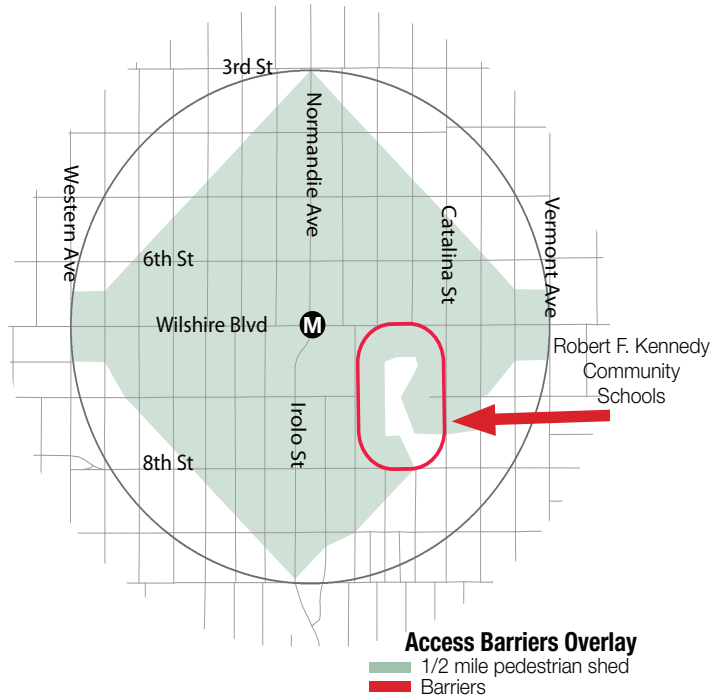 3rd St
Normandie Ave
Western Ave
Catalina St
Vermont Ave
6th St
Wilshire Blvd
M
Robert F. Kennedy
Community
Schools
Irolo St
8th St
Access Barriers Overlay
1/2 mile pedestrian shed
Barriers